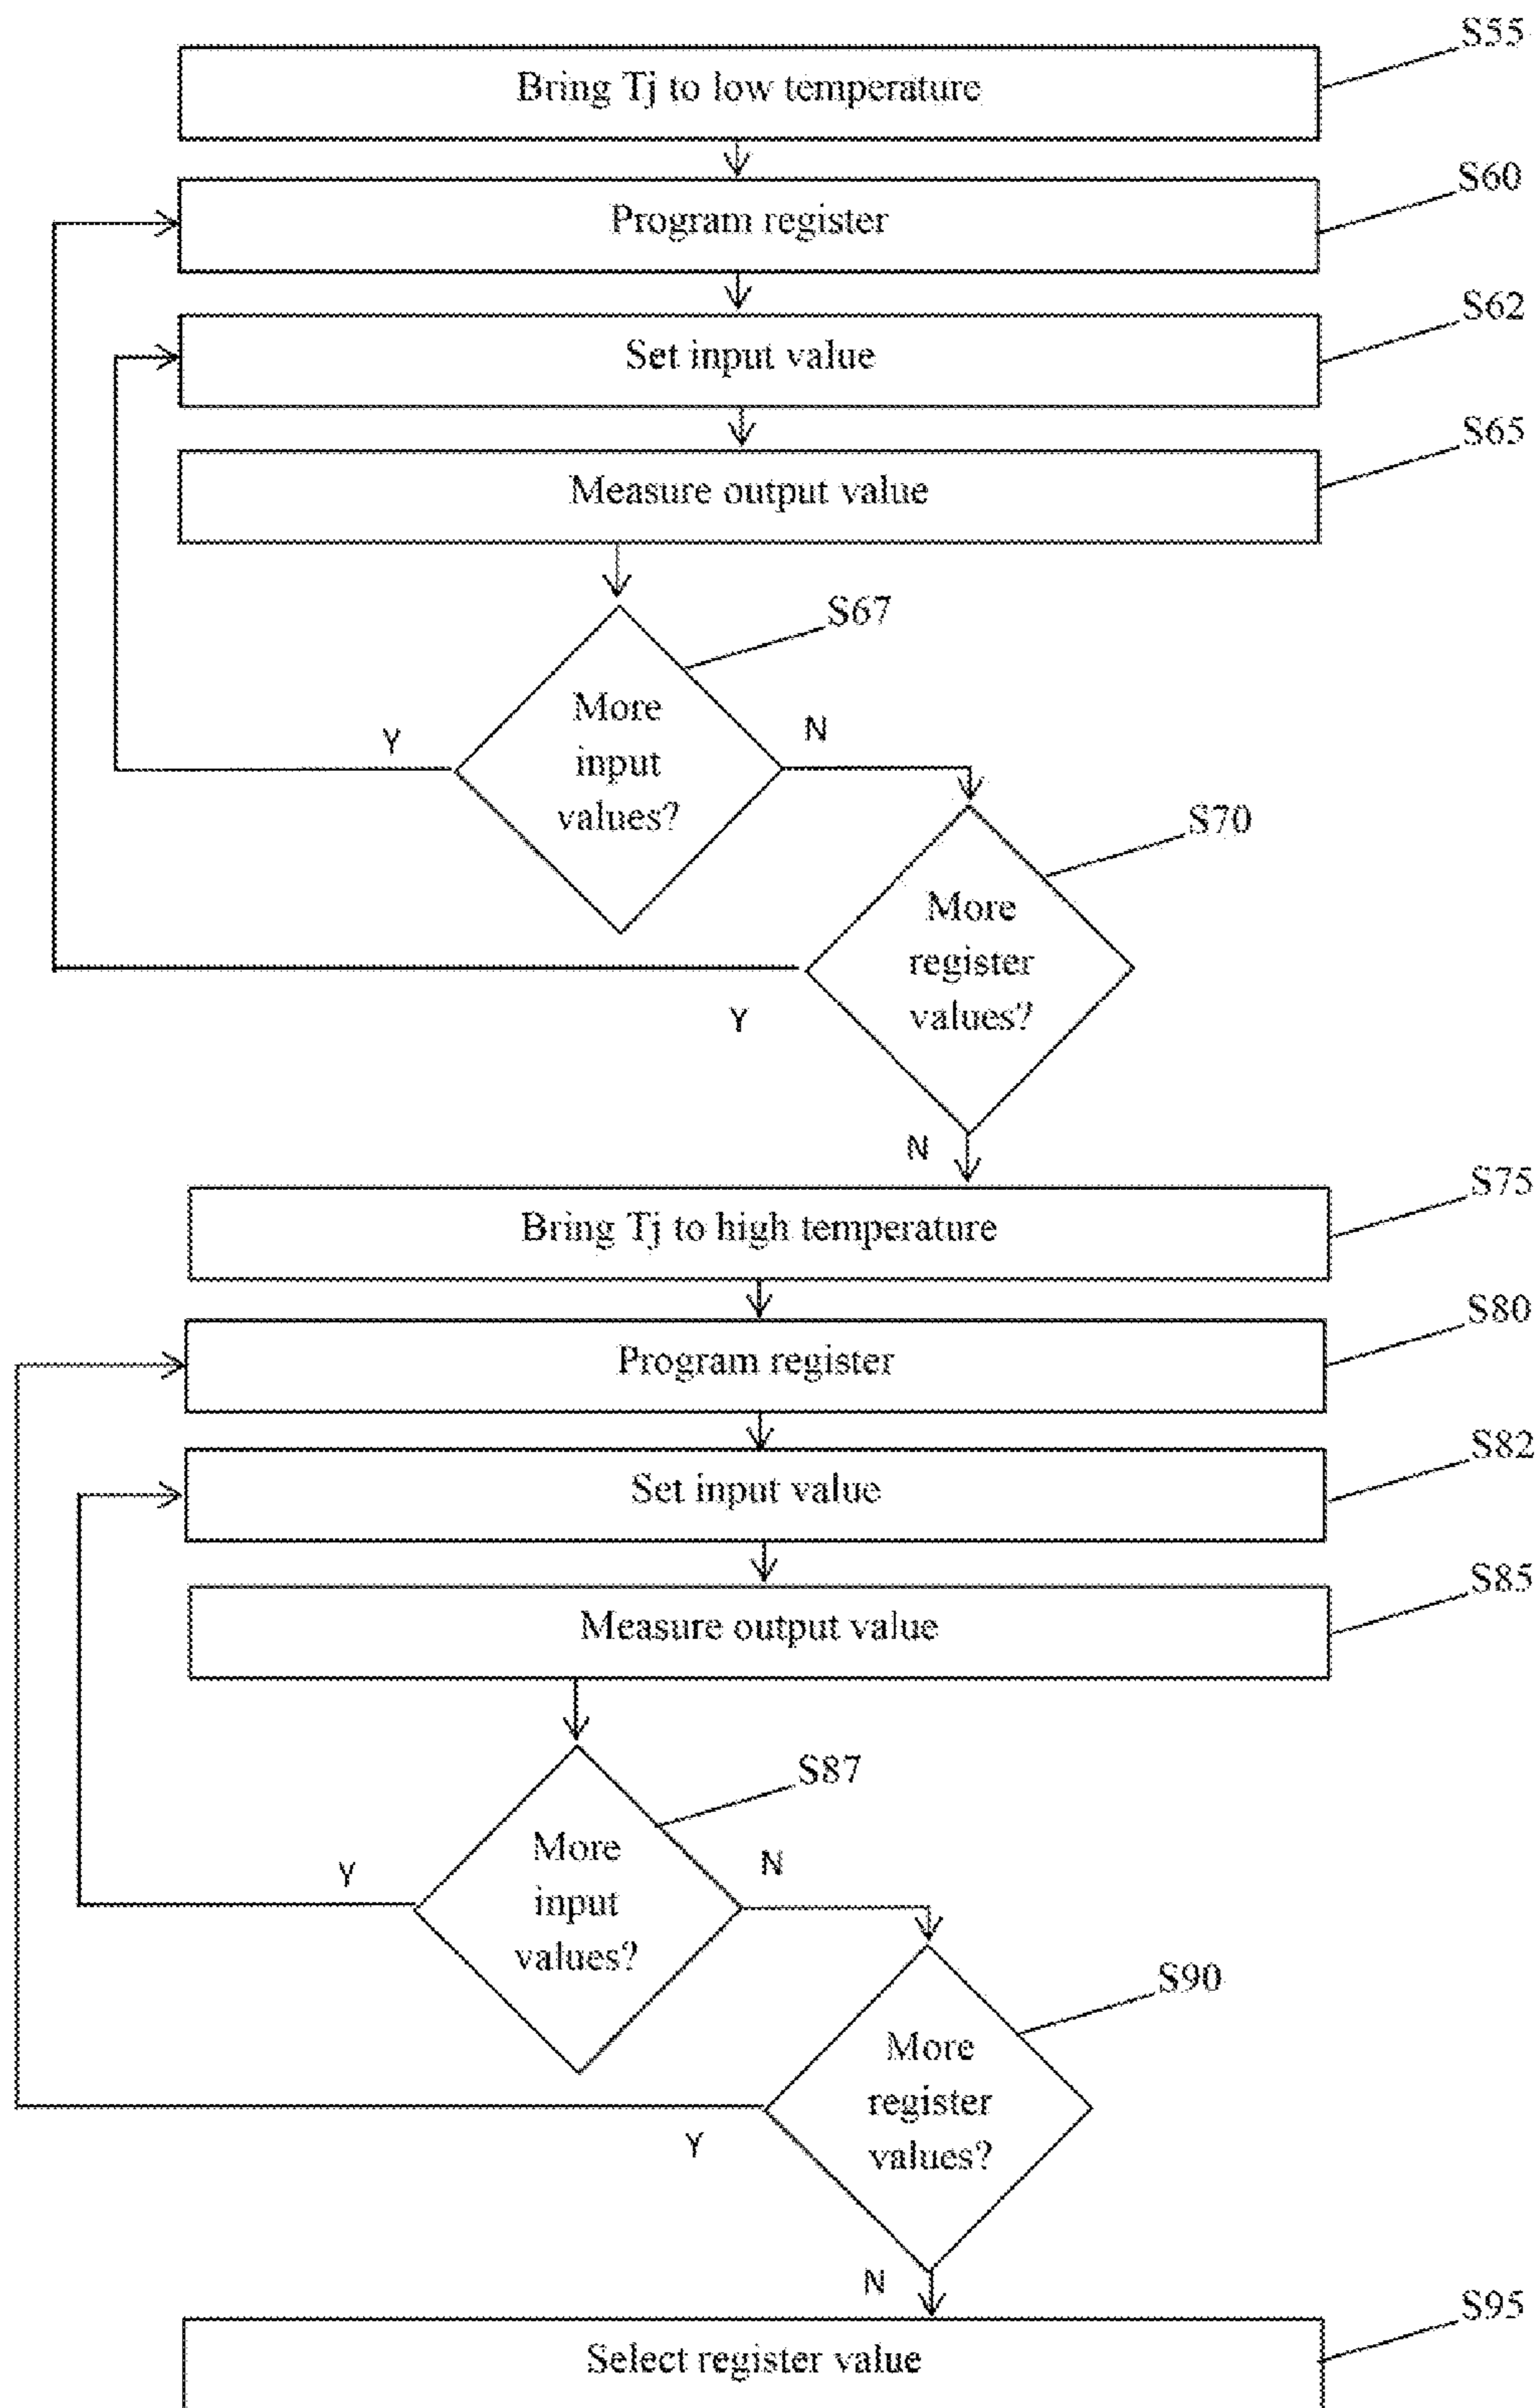 S55
Bring Tj to low temperature
S60
Program register
S62
Set input value
S65
Measure output value
S67
More
input
values?
Y
N
S70
More
register
values?
Y
N
S75
Bring Tj to high temperature
S80
Program register
S82
Set input value
S85
Measure output value
S87
More
input
values?
Y
N
S90
More
register
values?
Y
N
S95
Select register value